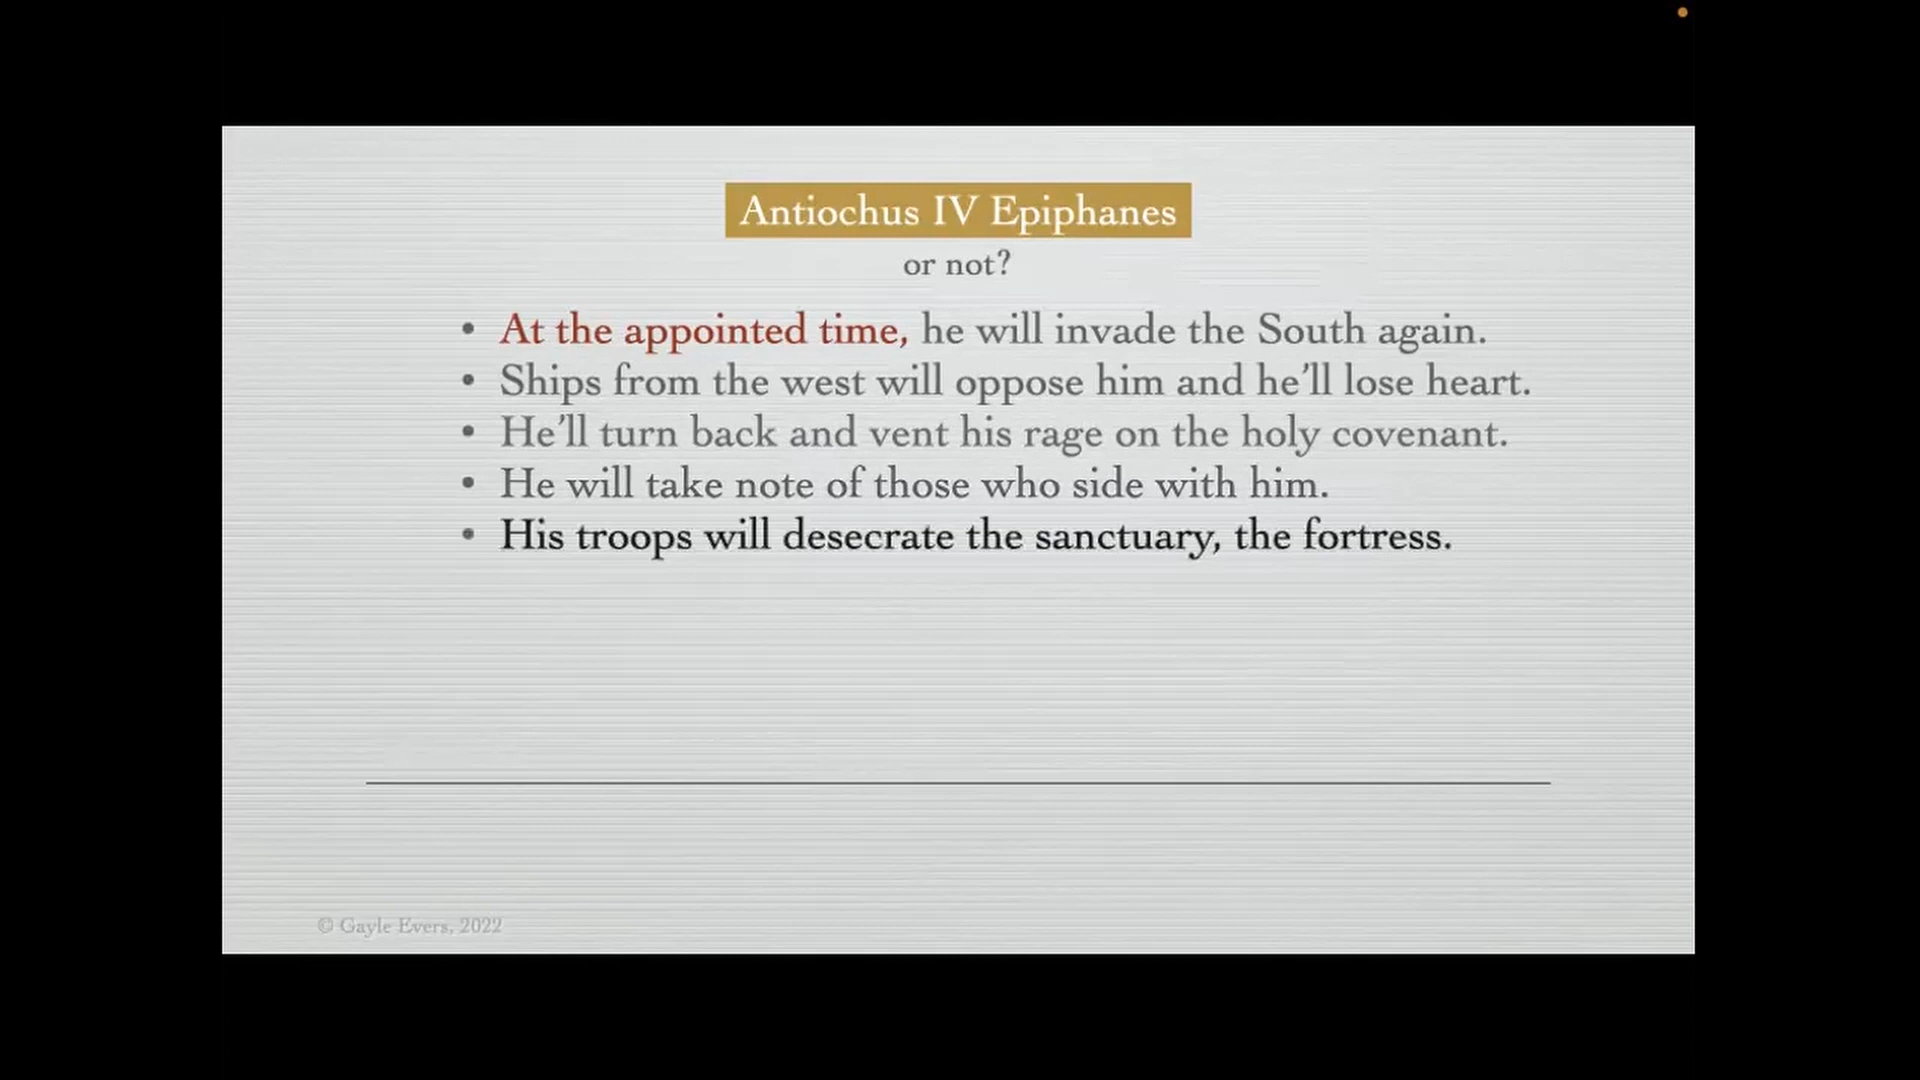 Antiochus IV Epiphanes
or not?
• At the appointed time, he will invade the South again.
• Ships from the west will oppose him and he’ll lose heart.
• He’ll turn back and vent his rage on the holy covenant.
• He will take note of those who side with him.
• His troops will desecrate the sanctuary, the fortress.
© Gayle Evers, 2022